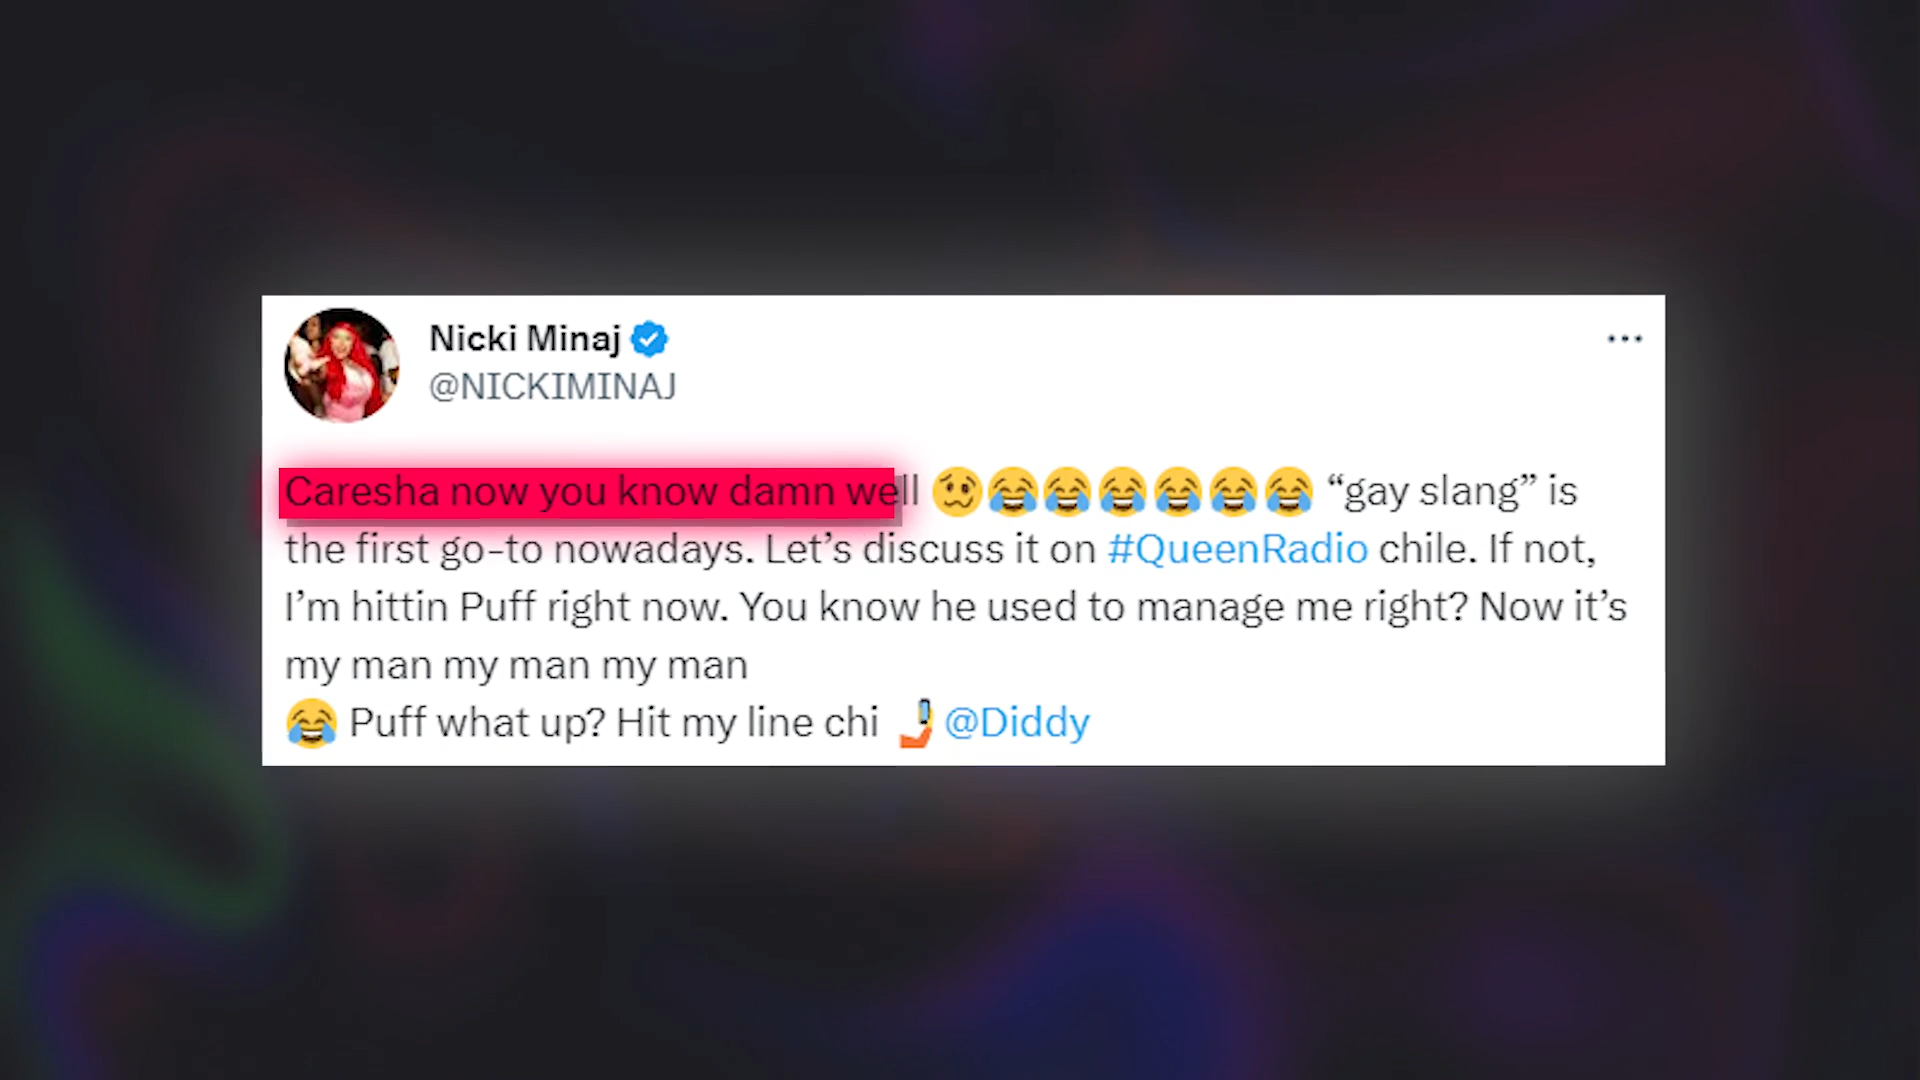 Nicki Minaj
@NICKIMINAJ
Caresha now you know damn well 🥴😂😂😂😂😂😂 “gay slang” is
the first go-to nowadays. Let’s discuss it on #QueenRadio chile. If not,
I’m hittin Puff right now. You know he used to manage me right? Now it’s
my man my man my man
😂 Puff what up? Hit my line chi 🤳 @Diddy